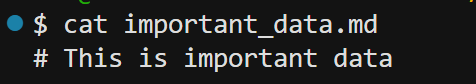 $ cat important_data.md
# This is important data